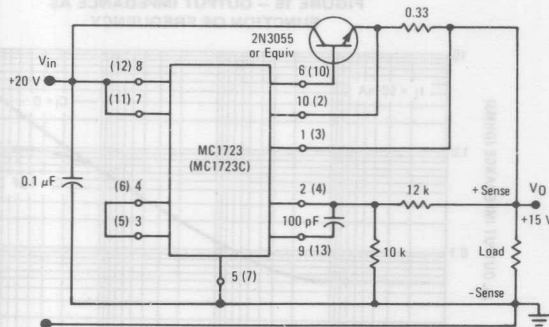 FIGURE 16 – OUTPUT IMPEDANCE AS
FUNCTION OF FREQUENCY
2N3055
or Equiv
0.33
Vin
+20 V
(12) 8
(11) 7
6 (10)
10 (2)
1 (3)
MC1723
(MC1723C)
0.1 μF
(6) 4
(5) 3
2 (4)
100 pF
9 (13)
12 k
+Sense
VO
+15 V
10 k
Load
5 (7)
-Sense